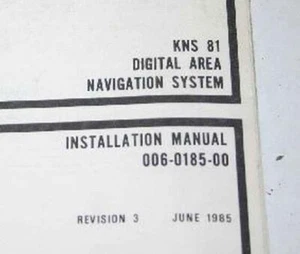 KNS 81
DIGITAL AREA
NAVIGATION SYSTEM
INSTALLATION MANUAL
006-0185-00
REVISION 3 JUNE 1985